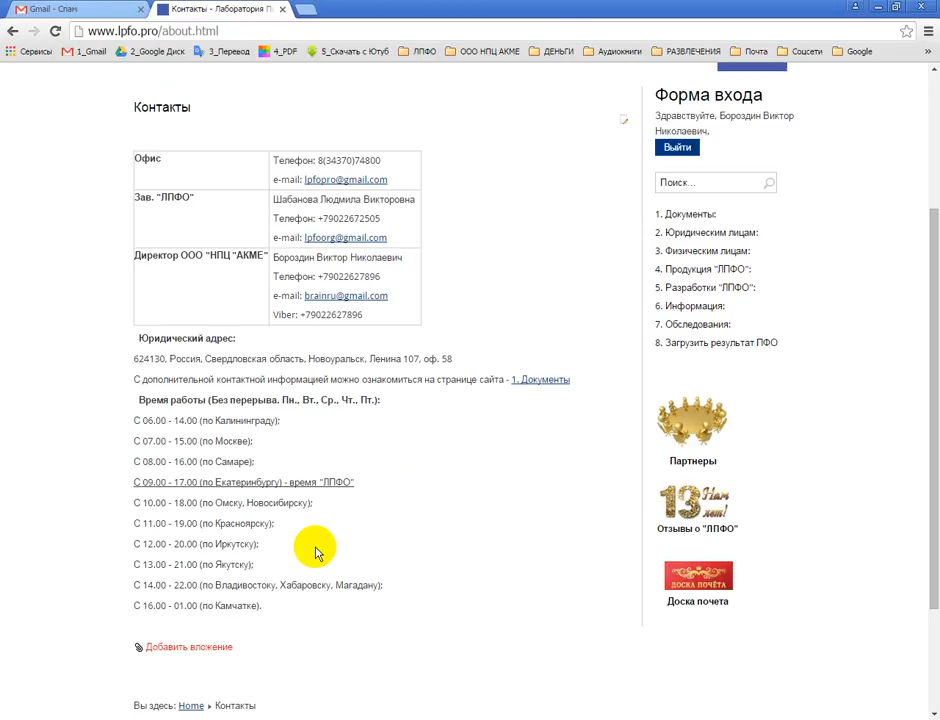 Gmail - Спам
Контакты - Лаборатория П
www.lpfo.pro/about.html
Сервисы
1_Gmail
2_Google Диск
3_Перевод
4_PDF
5_Скачать с Ютуб
ЛПФО
ООО НПЦ АКМЕ
ДЕНЬГИ
Аудиокниги
РАЗВЛЕЧЕНИЯ
Почта
Соцсети
Google
»
Контакты
Офис
Телефон: 8(34370)74800
e-mail: lpfopro@gmail.com
Зав. "ЛПФО"
Шабанова Людмила Викторовна
Телефон: +79022672505
e-mail: lpfoorg@gmail.com
Директор ООО "НПЦ "АКМЕ"
Бороздин Виктор Николаевич
Телефон: +79022627896
e-mail: brainru@gmail.com
Viber: +79022627896
Юридический адрес:
624130, Россия, Свердловская область, Новоуральск, Ленина 107, оф. 58
С дополнительной контактной информацией можно ознакомиться на странице сайта - 1. Документы
Время работы (Без перерыва. Пн., Вт., Ср., Чт., Пт.):
С 06.00 - 14.00 (по Калининграду);
С 07.00 - 15.00 (по Москве);
С 08.00 - 16.00 (по Самаре);
С 09.00 - 17.00 (по Екатеринбургу) - время "ЛПФО"
С 10.00 - 18.00 (по Омску, Новосибирску);
С 11.00 - 19.00 (по Красноярску);
С 12.00 - 20.00 (по Иркутску);
С 13.00 - 21.00 (по Якутску);
С 14.00 - 22.00 (по Владивостоку, Хабаровску, Магадану);
С 16.00 - 01.00 (по Камчатке).
Добавить вложение
Вы здесь: Home Контакты
Форма входа
Здравствуйте, Бороздин Виктор
Николаевич,
Выйти
Поиск...
1. Документы:
2. Юридическим лицам:
3. Физическим лицам:
4. Продукция "ЛПФО":
5. Разработки "ЛПФО":
6. Информация:
7. Обследования:
8. Загрузить результат ПФО
Партнеры
13 Нам лет!
Отзывы о "ЛПФО"
ДОСКА ПОЧЁТА
Доска почета